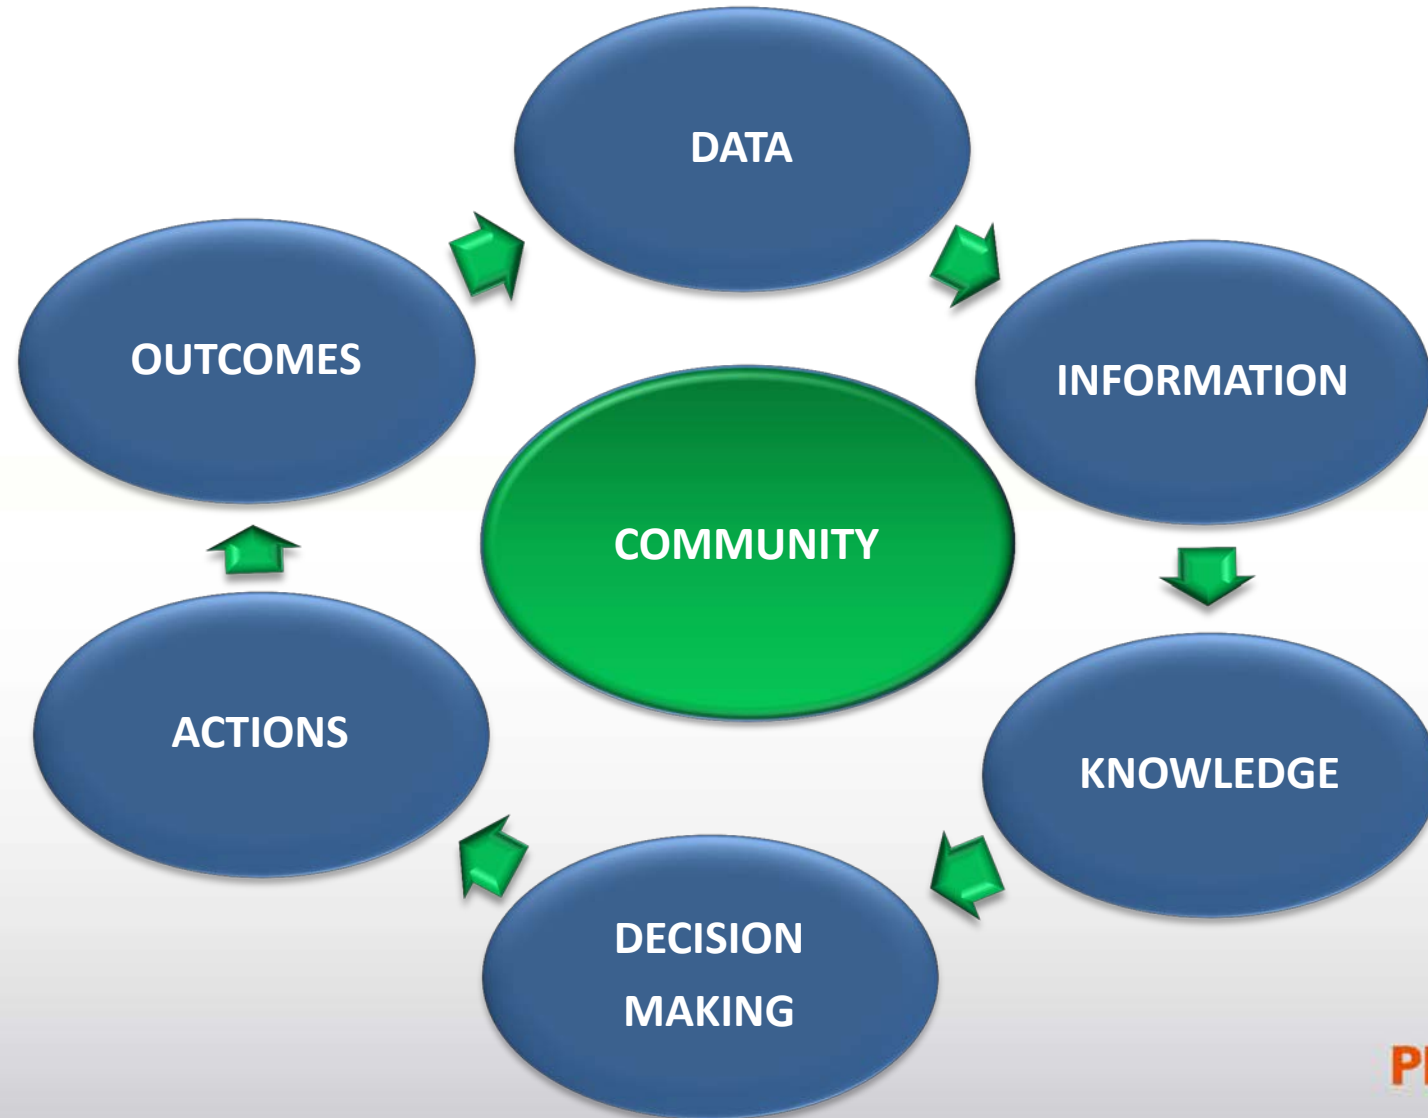 DATA
INFORMATION
KNOWLEDGE
DECISION
MAKING
ACTIONS
OUTCOMES
COMMUNITY